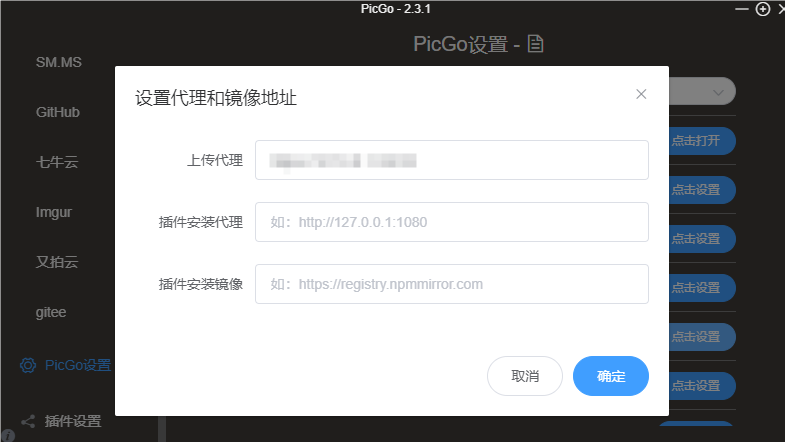 PicGo - 2.3.1
PicGo设置 -
SM.MS
GitHub
七牛云
Imgur
又拍云
gitee
PicGo设置
插件设置
设置代理和镜像地址
上传代理
插件安装代理
如：http://127.0.0.1:1080
插件安装镜像
如：https://registry.npmmirror.com
取消
确定
点击打开
点击设置
点击设置
点击设置
点击设置
点击设置